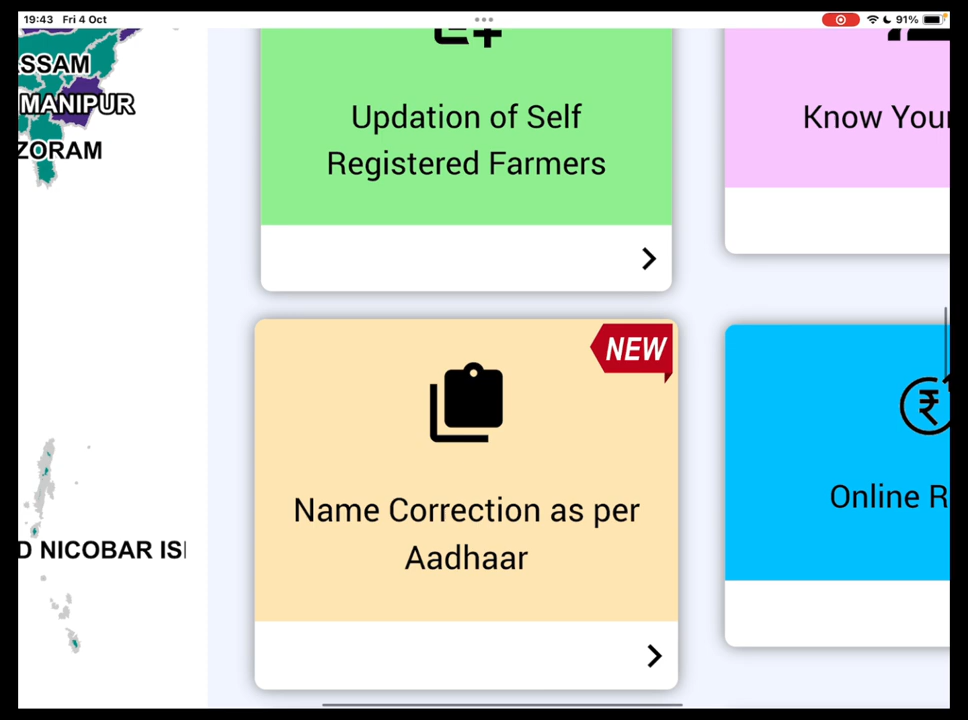 19:43 Fri 4 Oct
91%
SSAM
MANIPUR
ZORAM
D NICOBAR
Updation of Self
Registered Farmers
Know Your
NEW
Name Correction as per
Aadhaar
Online R